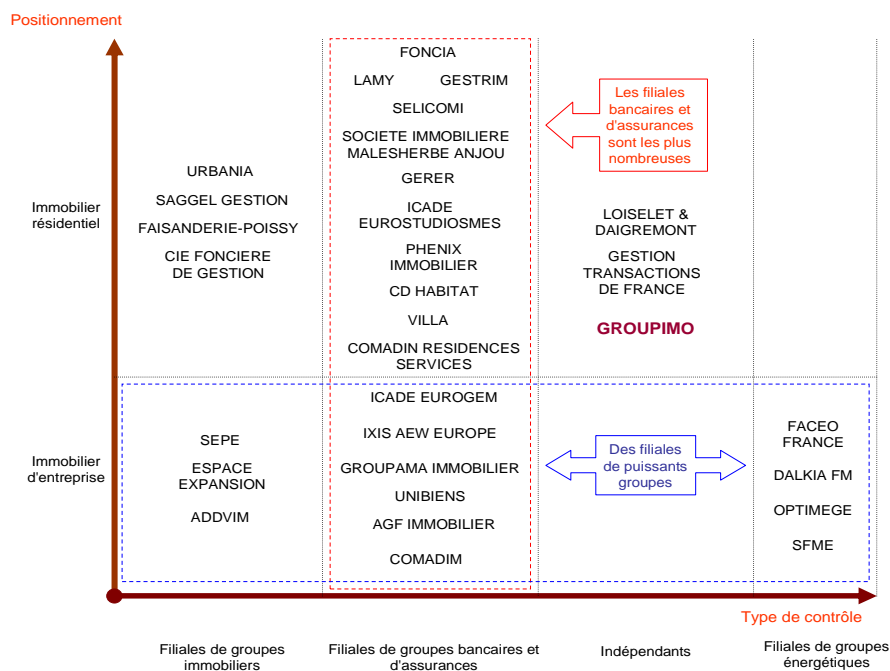 Positionnement
FONCIA
LAMY GESTRIM
SELICOMI
SOCIETE IMMOBILIERE
MALESHERBE ANJOU
GERER
ICADE
EUROSTUDIOSMES
PHENIX
IMMOBILIER
CD HABITAT
VILLA
COMADIN RESIDENCES
SERVICES
Les filiales
bancaires et
d'assurances
sont les plus
nombreuses
Immobilier
résidentiel
URBANIA
SAGGEL GESTION
FAISANDERIE-POISSY
CIE FONCIERE
DE GESTION
LOISELET &
DAIGREMONT
GESTION
TRANSACTIONS
DE FRANCE
GROUPIMO
Immobilier
d'entreprise
SEPE
ESPACE
EXPANSION
ADDVIM
ICADE EUROGEM
IXIS AEW EUROPE
GROUPAMA IMMOBILIER
UNIBIENS
AGF IMMOBILIER
COMADIM
Des filiales
de puissants
groupes
FACEO
FRANCE
DALKIA FM
OPTIMEGE
SFME
Type de contrôle
Filiales de groupes
immobiliers
Filiales de groupes bancaires et
d'assurances
Indépendants
Filiales de groupes
énergétiques